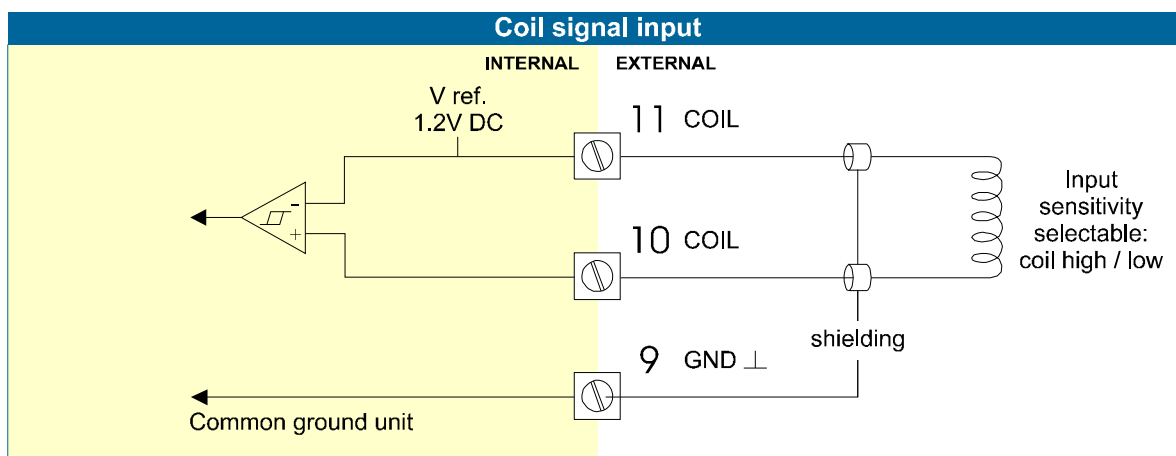 Coil signal input
INTERNAL EXTERNAL
V ref.
1.2V DC
11 COIL
- 
+
10 COIL
Input
sensitivity
selectable:
coil high / low
shielding
9 GND ⊥
Common ground unit